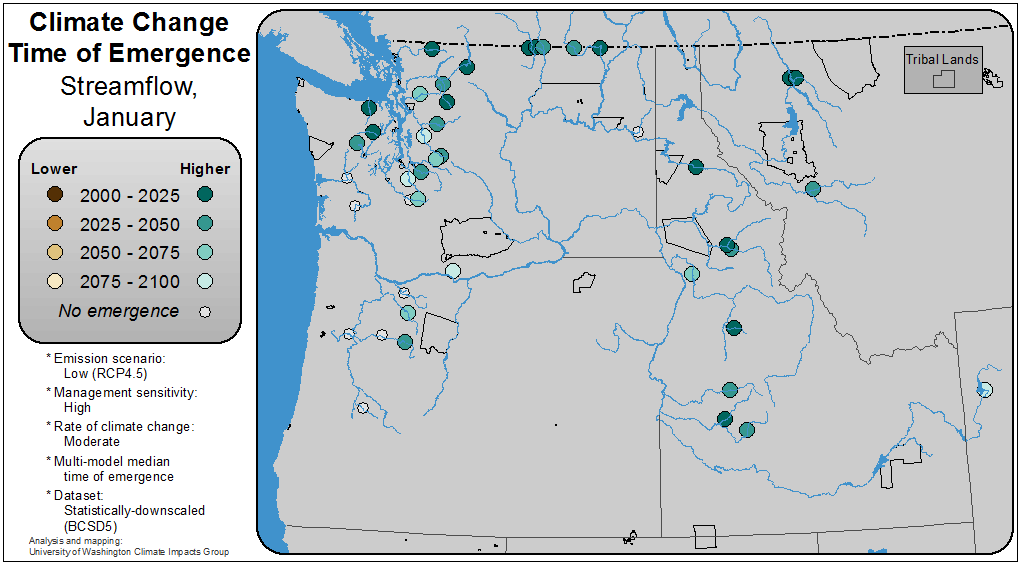 Climate Change
Time of Emergence
Streamflow,
January
Lower Higher
2000 - 2025
2025 - 2050
2050 - 2075
2075 - 2100
No emergence
* Emission scenario:
Low (RCP4.5)
* Management sensitivity:
High
* Rate of climate change:
Moderate
* Multi-model median
time of emergence
* Dataset:
Statistically-downscaled
(BCSD5)
Analysis and mapping:
University of Washington Climate Impacts Group
Tribal Lands